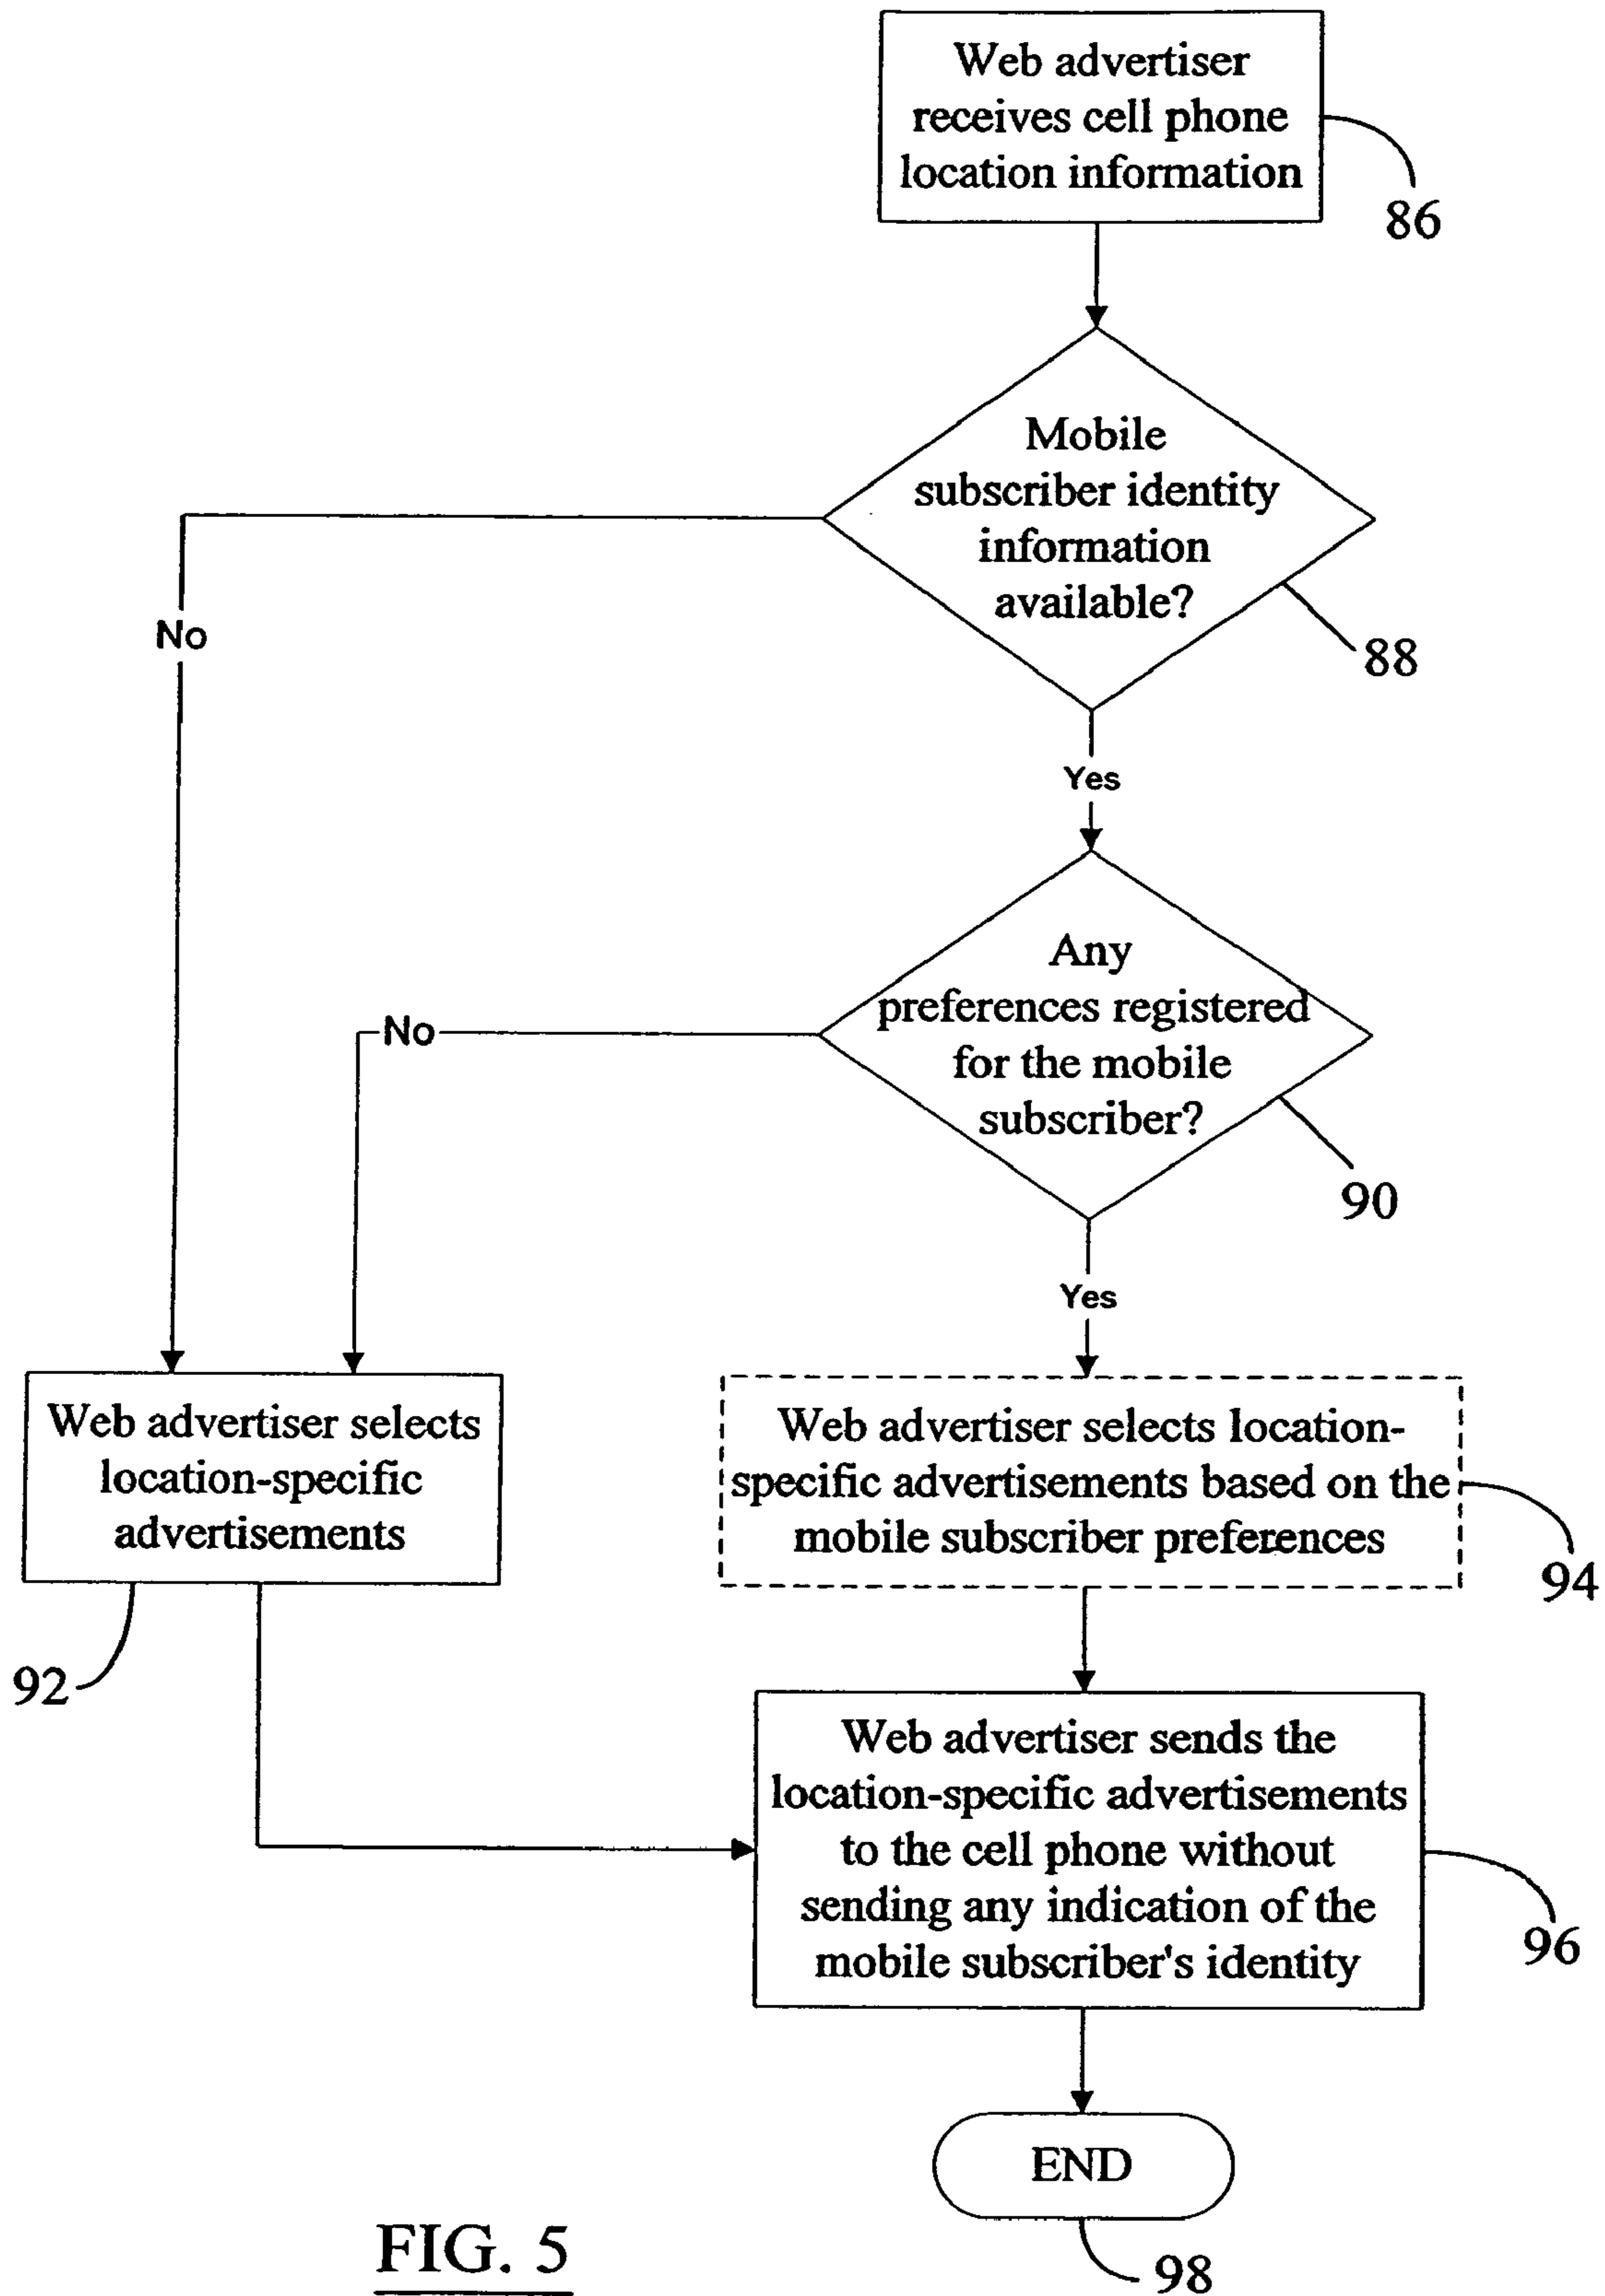 Web advertiser
receives cell phone
location information
86
Mobile
subscriber identity
information
available?
88
No
Yes
Any
preferences registered
for the mobile
subscriber?
90
No
Yes
Web advertiser selects
location-specific
advertisements
92
Web advertiser selects location-
specific advertisements based on the
mobile subscriber preferences
94
Web advertiser sends the
location-specific advertisements
to the cell phone without
sending any indication of the
mobile subscriber's identity
96
END
98
FIG. 5